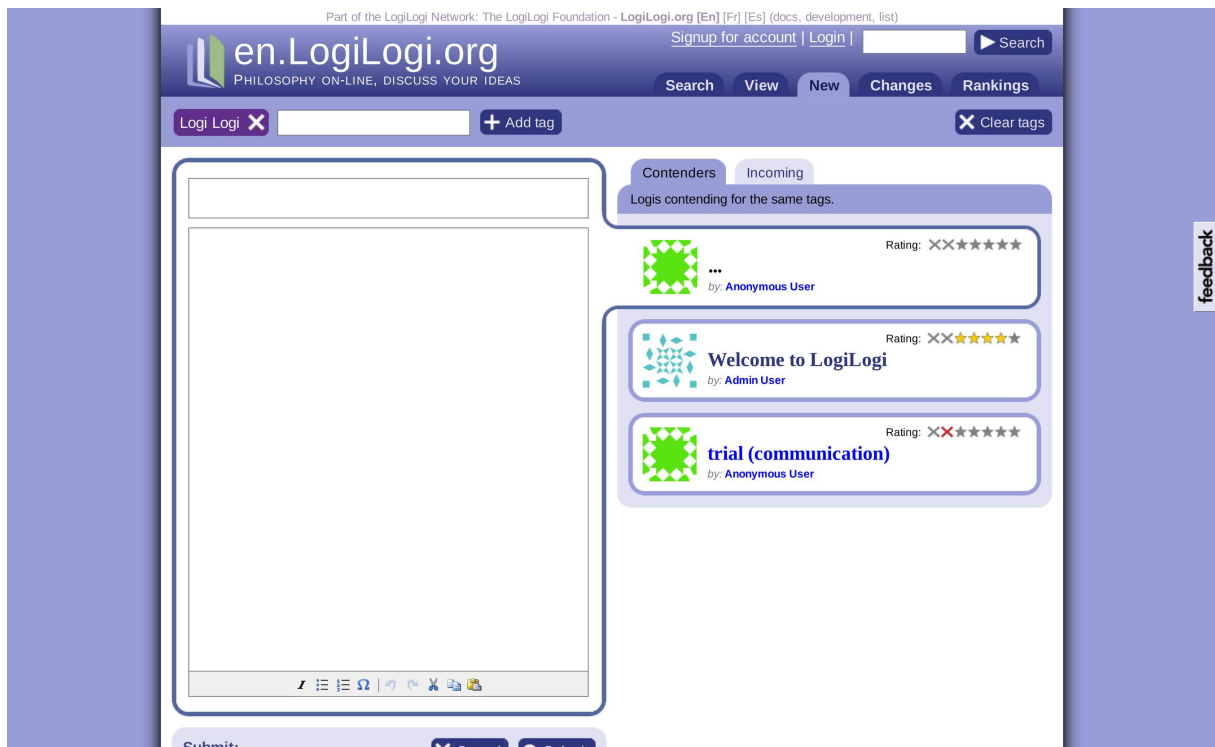 Part of the LogiLogi Network: The LogiLogi Foundation - LogiLogi.org [En] [Fr] [Es] (docs, development, list)
Signup for account | Login | Search
en.LogiLogi.org
Philosophy on-line, discuss your ideas
Search View New Changes Rankings
Logi Logi Add tag Clear tags
Contenders Incoming
Logis contending for the same tags.
Rating:
...
by: Anonymous User
Rating:
Welcome to LogiLogi
by: Admin User
Rating:
trial (communication)
by: Anonymous User
feedback
Submit: